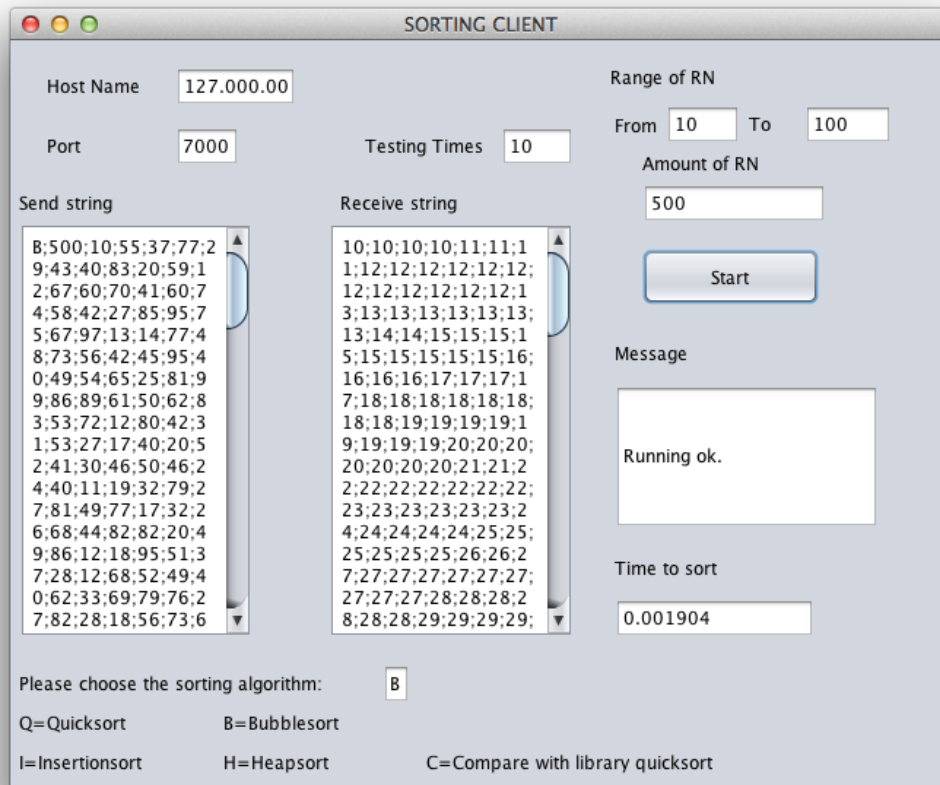 SORTING CLIENT
Host Name 127.000.00
Range of RN
From 10 To 100
Port 7000 Testing Times 10
Amount of RN
500
Send string
B;500;10;55;37;77;2
9;43;40;83;20;59;1
2;67;60;70;41;60;7
4;58;42;27;85;95;7
5;67;97;13;14;77;4
8;73;56;42;45;95;4
0;49;54;65;25;81;9
9;86;89;61;50;62;8
3;53;72;12;80;42;3
1;53;27;17;40;20;5
2;41;30;46;50;46;2
4;40;11;19;32;79;2
7;81;49;77;17;32;2
6;68;44;82;82;20;4
9;86;12;18;95;51;3
7;28;12;68;52;49;4
0;62;33;69;79;76;2
7;82;28;18;56;73;6
Receive string
10;10;10;10;11;11;1
1;12;12;12;12;12;12;
12;12;12;12;12;12;1
3;13;13;13;13;13;13;
13;14;14;15;15;15;1
5;15;15;15;15;15;16;
16;16;16;17;17;17;1
7;18;18;18;18;18;18;
18;18;19;19;19;19;1
9;19;19;19;20;20;20;
20;20;20;20;21;21;2
2;22;22;22;22;22;22;
23;23;23;23;23;23;2
4;24;24;24;24;25;25;
25;25;25;25;26;26;2
7;27;27;27;27;27;27;
27;27;27;28;28;28;2
8;28;28;29;29;29;29;
Start
Message
Running ok.
Time to sort
0.001904
Please choose the sorting algorithm: B
Q=Quicksort B=Bubblesort
I=Insertionsort H=Heapsort C=Compare with library quicksort